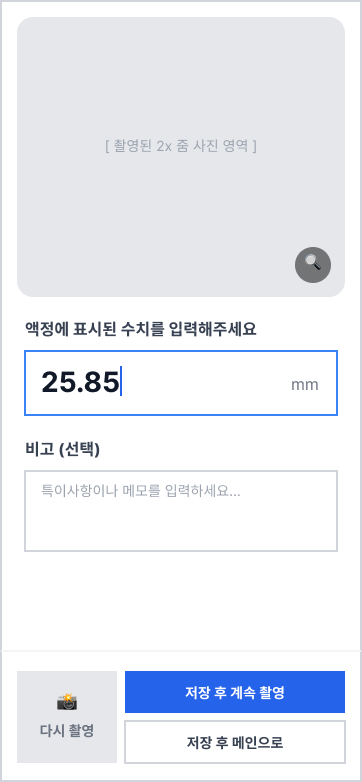 [ 촬영된 2x 줌 사진 영역 ]
액정에 표시된 수치를 입력해주세요
25.85 mm
비고 (선택)
특이사항이나 메모를 입력하세요...
저장 후 계속 촬영
다시 촬영
저장 후 메인으로